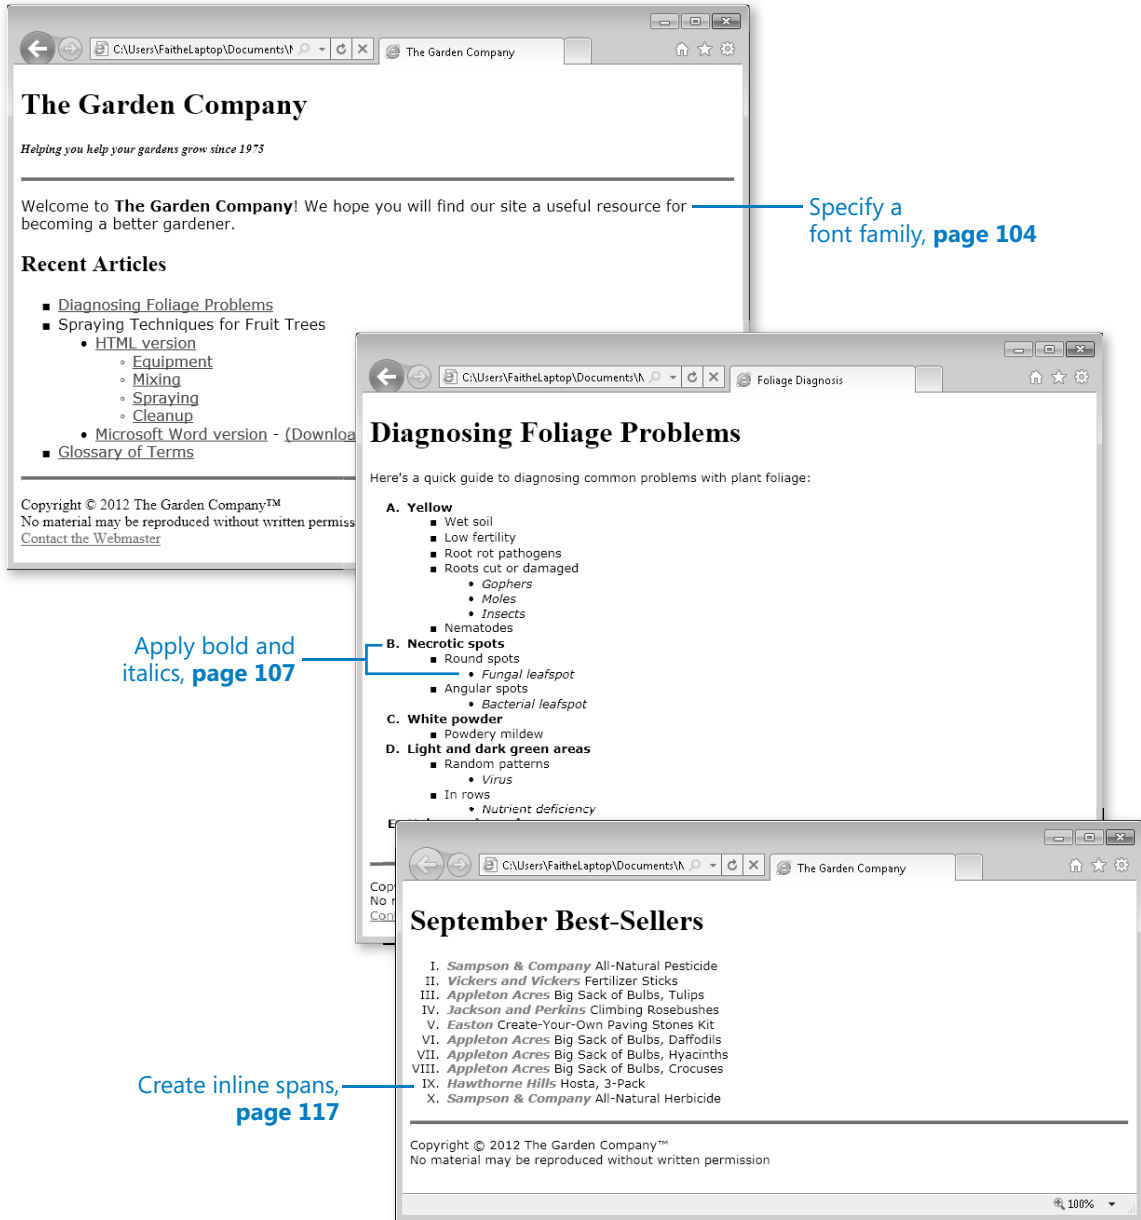 C:\Users\FaitheLaptop\Documents\N
The Garden Company
The Garden Company
Helping you help your gardens grow since 1975
Welcome to The Garden Company! We hope you will find our site a useful resource for
becoming a better gardener.
Specify a
font family, page 104
Recent Articles
■ Diagnosing Foliage Problems
■ Spraying Techniques for Fruit Trees
• HTML version
◦ Equipment
◦ Mixing
◦ Spraying
◦ Cleanup
• Microsoft Word version - (Downloa
■ Glossary of Terms
Copyright © 2012 The Garden Company™
No material may be reproduced without written permiss
Contact the Webmaster
C:\Users\FaitheLaptop\Documents\N
Foliage Diagnosis
Diagnosing Foliage Problems
Here's a quick guide to diagnosing common problems with plant foliage:
A. Yellow
■ Wet soil
■ Low fertility
■ Root rot pathogens
■ Roots cut or damaged
• Gophers
• Moles
• Insects
■ Nematodes
B. Necrotic spots
■ Round spots
• Fungal leafspot
■ Angular spots
• Bacterial leafspot
C. White powder
■ Powdery mildew
D. Light and dark green areas
■ Random patterns
• Virus
■ In rows
• Nutrient deficiency
E
Cop
No r
Con
Apply bold and
italics, page 107
C:\Users\FaitheLaptop\Documents\N
The Garden Company
September Best-Sellers
I. Sampson & Company All-Natural Pesticide
II. Vickers and Vickers Fertilizer Sticks
III. Appleton Acres Big Sack of Bulbs, Tulips
IV. Jackson and Perkins Climbing Rosebushes
V. Easton Create-Your-Own Paving Stones Kit
VI. Appleton Acres Big Sack of Bulbs, Daffodils
VII. Appleton Acres Big Sack of Bulbs, Hyacinths
VIII. Appleton Acres Big Sack of Bulbs, Crocuses
IX. Hawthorne Hills Hosta, 3-Pack
X. Sampson & Company All-Natural Herbicide
Create inline spans,
page 117
Copyright © 2012 The Garden Company™
No material may be reproduced without written permission
100%